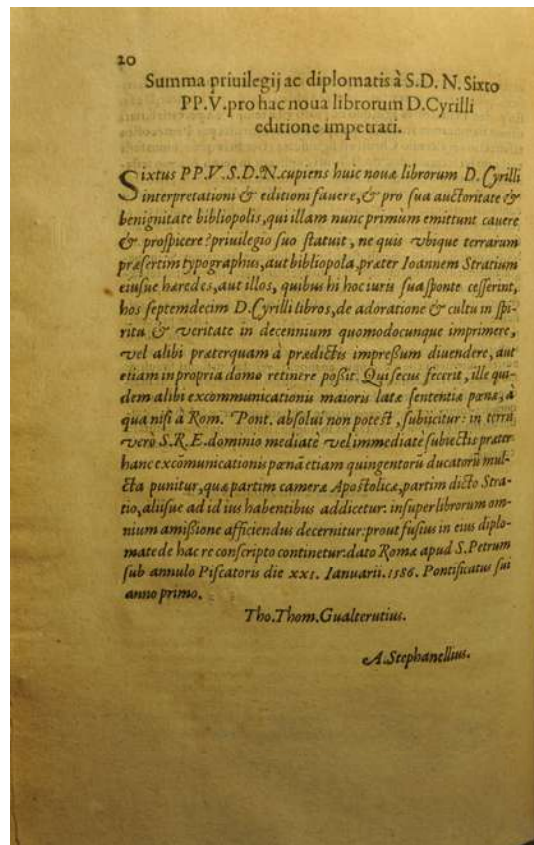 20
Summa priuilegij ac diplomatis à S.D. N. Sixto
PP.V.pro hac noua librorum D.Cyrilli
editione impetrati.
Sixtus PP.V.S.D.N.cupiens huic nouæ librorum D. Cyrilli
interpretationi & editioni fauere,& pro sua auctoritate &
benignitate bibliopolis, qui illam nunc primùm emittunt cauere
& prospicere?priuilegio suo statuit, ne quis vbique terrarum
præsertim typographus, aut bibliopola, præter Ioannem Stratium
eiusue hæredes, aut illos, quibus hi hoc iuris sua sponte cesserint,
hos septemdecim D.Cyrilli libros, de adoratione & cultu in spi-
ritu & veritate in decennium quomodocunque imprimere,
vel alibi præterquam à prædictis impreßum diuendere, aut
etiam in propria domo retinere poßit. Qui secus fecerit, ille qui-
dem alibi excommunicationis maioris latæ sententiæ pœnæ, à
qua nisi à Rom. Pont. absolui non potest, subijcitur: in terris
verò S.R.E.dominio mediatè vel immediatè subiectis præter
hanc excõmunicationis pœnã etiam quingentorũ ducatorũ mul-
cta punitur, quæ partim cameræ Apostolicæ, partim dicto Stra-
tio, aliisue ad id ius habentibus addicetur. insuper librorum om-
nium amißione afficiendus decernitur: prout fusius in eius diplo-
mate de hac re conscripto continetur. dato Romæ apud S.Petrum
sub annulo Piscatoris die xxi. Ianuarii.1586. Pontificatus sui
anno primo.
Tho.Thom.Gualterutius.
A.Stephanellius.